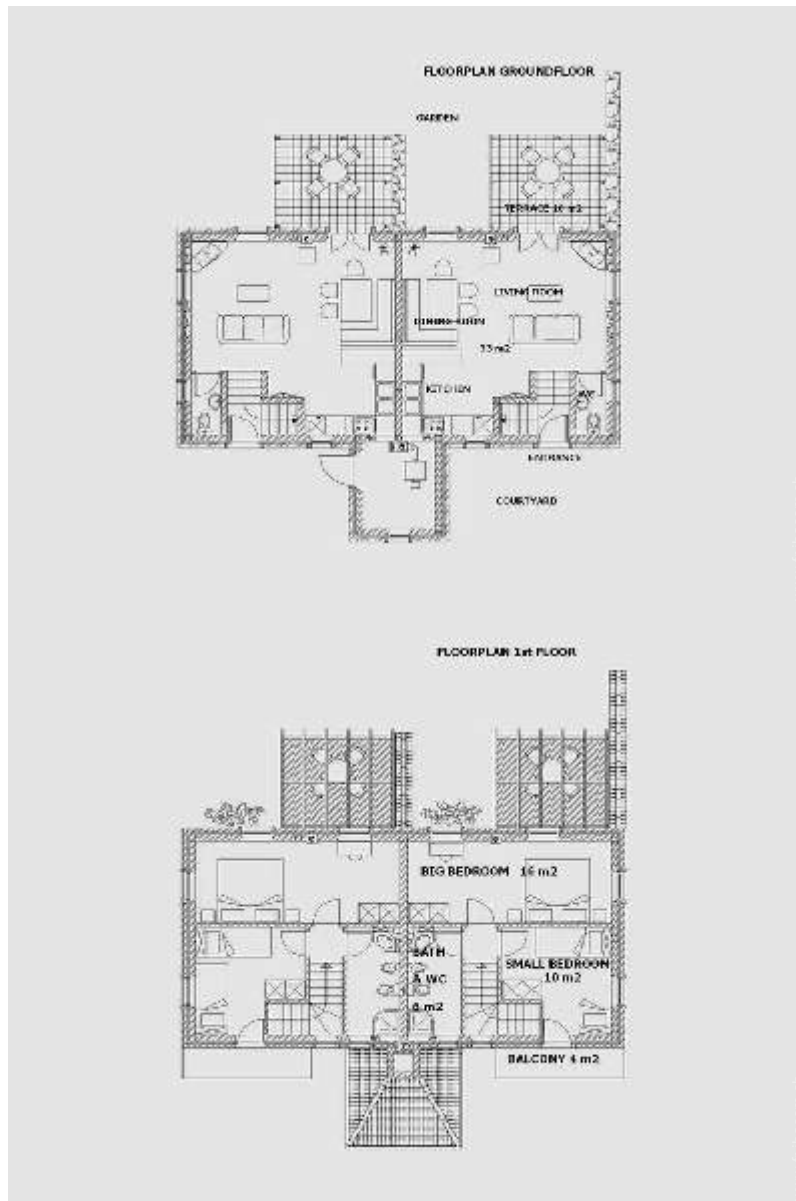 FLOORPLAN GROUNDFLOOR
GARDEN
TERRACE 10 m2
LIVING ROOM
DINING ROOM
33 m2
KITCHEN
WC
ENTRANCE
COURTYARD
FLOORPLAN 1st FLOOR
BIG BEDROOM 16 m2
BATH
& WC
6 m2
SMALL BEDROOM
10 m2
BALCONY 4 m2